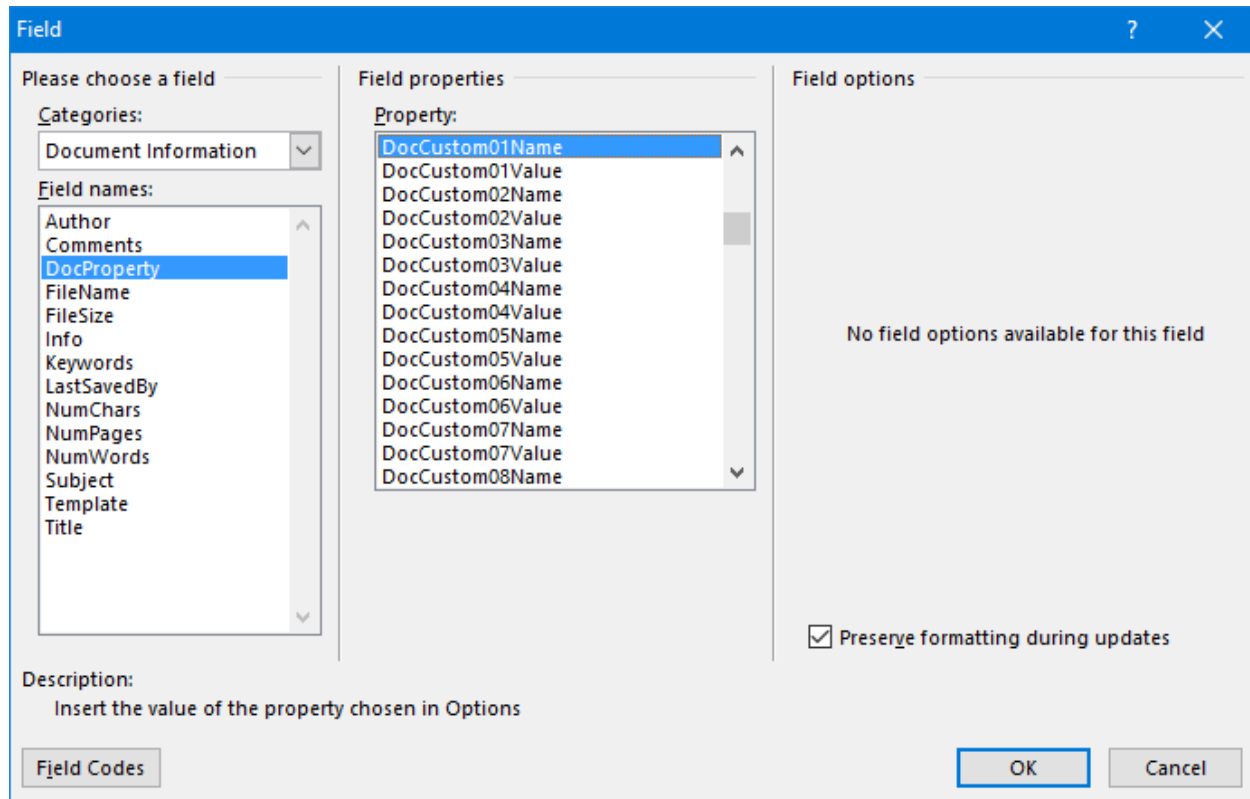 Field
?
Please choose a field
Categories:
Document Information
Field names:
Author
Comments
DocProperty
FileName
FileSize
Info
Keywords
LastSavedBy
NumChars
NumPages
NumWords
Subject
Template
Title
Field properties
Property:
DocCustom01Name
DocCustom01Value
DocCustom02Name
DocCustom02Value
DocCustom03Name
DocCustom03Value
DocCustom04Name
DocCustom04Value
DocCustom05Name
DocCustom05Value
DocCustom06Name
DocCustom06Value
DocCustom07Name
DocCustom07Value
DocCustom08Name
Field options
No field options available for this field
Preserve formatting during updates
Description:
Insert the value of the property chosen in Options
Field Codes
OK
Cancel